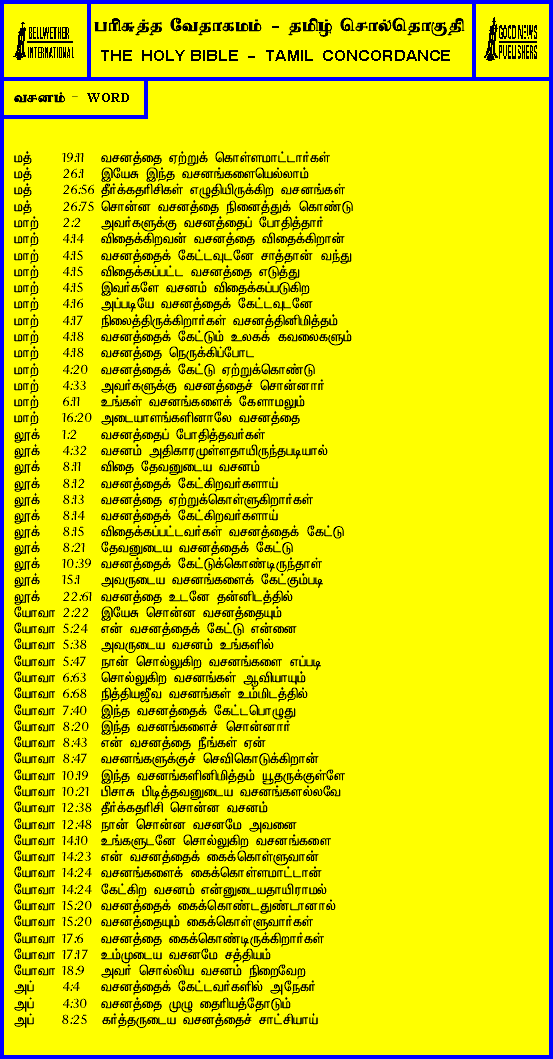 BELLWETHER
INTERNATIONAL
பரிசுத்த வேதாகமம் - தமிழ் சொல்தொகுதி
THE HOLY BIBLE - TAMIL CONCORDANCE
GOOD NEWS
PUBLISHERS
வசனம் - WORD
மத் 19:11 வசனத்தை ஏற்றுக் கொள்ளமாட்டார்கள்
மத் 26:1 இயேசு இந்த வசனங்களையெல்லாம்
மத் 26:56 தீர்க்கதரிசிகள் எழுதியிருக்கிற வசனங்கள்
மத் 26:75 சொன்ன வசனத்தை நினைத்துக் கொண்டு
மாற் 2:2 அவர்களுக்கு வசனத்தைப் போதித்தார்
மாற் 4:14 விதைக்கிறவன் வசனத்தை விதைக்கிறான்
மாற் 4:15 வசனத்தைக் கேட்டவுடனே சாத்தான் வந்து
மாற் 4:15 விதைக்கப்பட்ட வசனத்தை எடுத்து
மாற் 4:15 இவர்களே வசனம் விதைக்கப்படுகிற
மாற் 4:16 அப்படியே வசனத்தைக் கேட்டவுடனே
மாற் 4:17 நிலைத்திருக்கிறார்கள் வசனத்தினிமித்தம்
மாற் 4:18 வசனத்தைக் கேட்டும் உலகக் கவலைகளும்
மாற் 4:18 வசனத்தை நெருக்கிப்போட
மாற் 4:20 வசனத்தைக் கேட்டு ஏற்றுக்கொண்டு
மாற் 4:33 அவர்களுக்கு வசனத்தைச் சொன்னார்
மாற் 6:11 உங்கள் வசனங்களைக் கேளாமலும்
மாற் 16:20 அடையாளங்களினாலே வசனத்தை
லூக் 1:2 வசனத்தைப் போதித்தவர்கள்
லூக் 4:32 வசனம் அதிகாரமுள்ளதாயிருந்தபடியால்
லூக் 8:11 விதை தேவனுடைய வசனம்
லூக் 8:12 வசனத்தைக் கேட்கிறவர்களாய்
லூக் 8:13 வசனத்தை ஏற்றுக்கொள்ளுகிறார்கள்
லூக் 8:14 வசனத்தைக் கேட்கிறவர்களாய்
லூக் 8:15 விதைக்கப்பட்டவர்கள் வசனத்தைக் கேட்டு
லூக் 8:21 தேவனுடைய வசனத்தைக் கேட்டு
லூக் 10:39 வசனத்தைக் கேட்டுக்கொண்டிருந்தாள்
லூக் 15:1 அவருடைய வசனங்களைக் கேட்கும்படி
லூக் 22:61 வசனத்தை உடனே தன்னிடத்தில்
யோவா 2:22 இயேசு சொன்ன வசனத்தையும்
யோவா 5:24 என் வசனத்தைக் கேட்டு என்னை
யோவா 5:38 அவருடைய வசனம் உங்களில்
யோவா 5:47 நான் சொல்லுகிற வசனங்களை எப்படி
யோவா 6:63 சொல்லுகிற வசனங்கள் ஆவியாயும்
யோவா 6:68 நித்தியஜீவ வசனங்கள் உம்மிடத்தில்
யோவா 7:40 இந்த வசனத்தைக் கேட்டபொழுது
யோவா 8:20 இந்த வசனங்களைச் சொன்னார்
யோவா 8:43 என் வசனத்தை நீங்கள் ஏன்
யோவா 8:47 வசனங்களுக்குச் செவிகொடுக்கிறான்
யோவா 10:19 இந்த வசனங்களினிமித்தம் யூதருக்குள்ளே
யோவா 10:21 பிசாசு பிடித்தவனுடைய வசனங்களல்லவே
யோவா 12:38 தீர்க்கதரிசி சொன்ன வசனம்
யோவா 12:48 நான் சொன்ன வசனமே அவனை
யோவா 14:10 உங்களுடனே சொல்லுகிற வசனங்களை
யோவா 14:23 என் வசனத்தைக் கைக்கொள்ளுவான்
யோவா 14:24 வசனங்களைக் கைக்கொள்ளமாட்டான்
யோவா 14:24 கேட்கிற வசனம் என்னுடையதாயிராமல்
யோவா 15:20 வசனத்தைக் கைக்கொண்டதுண்டானால்
யோவா 15:20 வசனத்தையும் கைக்கொள்ளுவார்கள்
யோவா 17:6 வசனத்தை கைக்கொண்டிருக்கிறார்கள்
யோவா 17:17 உம்முடைய வசனமே சத்தியம்
யோவா 18:9 அவர் சொல்லிய வசனம் நிறைவேற
அப் 4:4 வசனத்தைக் கேட்டவர்களில் அநேகர்
அப் 4:30 வசனத்தை முழு தைரியத்தோடும்
அப் 8:25 கர்த்தருடைய வசனத்தைச் சாட்சியாய்